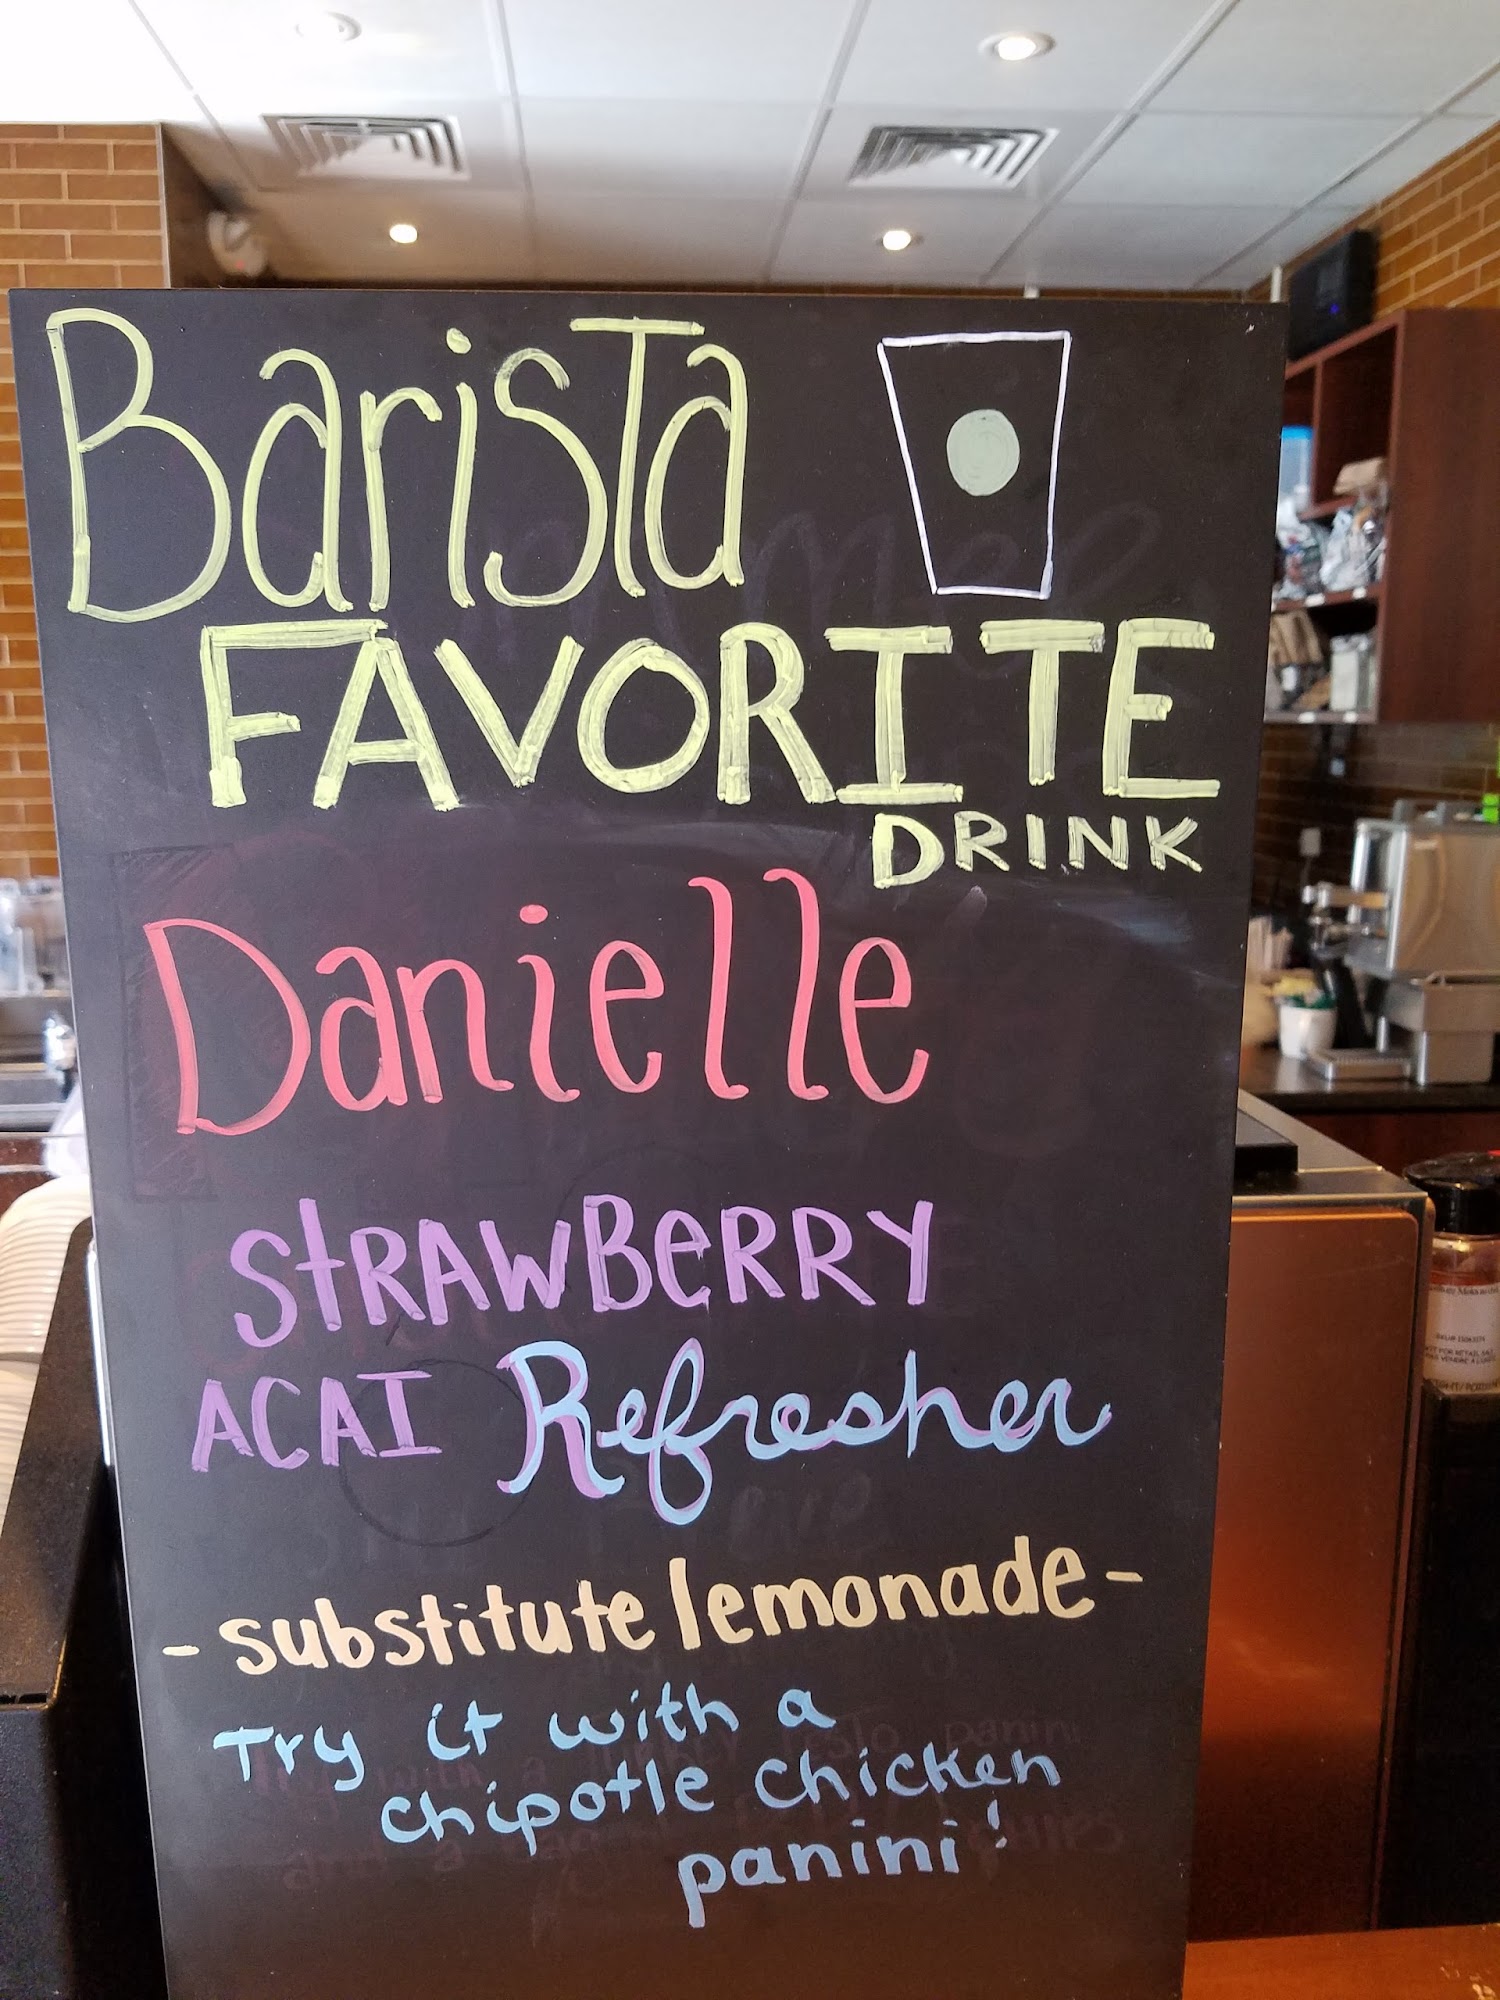 BarisTa
FAVORITE
DRINK
Danielle
StRAWBeRRY
ACAI Refresher
- substitute lemonade -
Try it with a
chipotle chicken
panini!